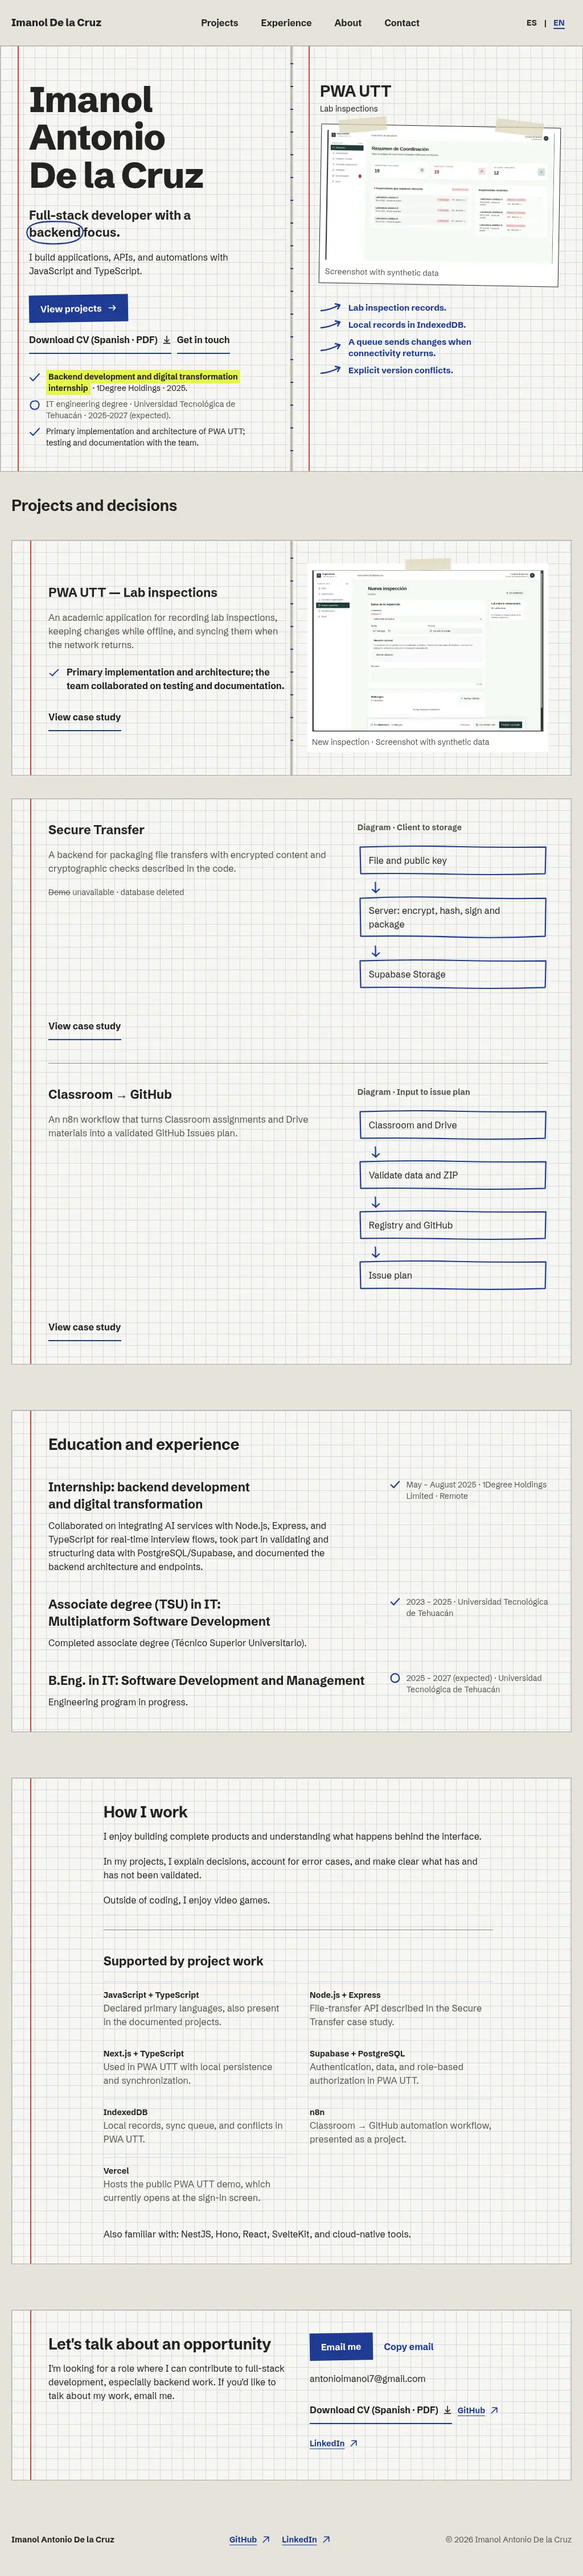 Imanol De la Cruz
Projects
Experience
About
Contact
ES | EN
Imanol
Antonio
De la Cruz
Full-stack developer with a
backend focus.
I build applications, APIs, and automations with
JavaScript and TypeScript.
View projects →
Download CV (Spanish · PDF)
Get in touch
Backend development and digital transformation
internship · 1Degree Holdings · 2025.
IT engineering degree · Universidad Tecnológica de
Tehuacán · 2025-2027 (expected).
Primary implementation and architecture of PWA UTT;
testing and documentation with the team.
PWA UTT
Lab inspections
Resumen de Coordinación
19
19
12
Screenshot with synthetic data
Lab inspection records.
Local records in IndexedDB.
A queue sends changes when
connectivity returns.
Explicit version conflicts.
Projects and decisions
PWA UTT — Lab inspections
An academic application for recording lab inspections,
keeping changes while offline, and syncing them when
the network returns.
Primary implementation and architecture; the
team collaborated on testing and documentation.
View case study
Nueva inspección
New inspection · Screenshot with synthetic data
Secure Transfer
A backend for packaging file transfers with encrypted content and
cryptographic checks described in the code.
Demo unavailable · database deleted
View case study
Diagram · Client to storage
File and public key
Server: encrypt, hash, sign and
package
Supabase Storage
Classroom → GitHub
An n8n workflow that turns Classroom assignments and Drive
materials into a validated GitHub Issues plan.
View case study
Diagram · Input to issue plan
Classroom and Drive
Validate data and ZIP
Registry and GitHub
Issue plan
Education and experience
Internship: backend development
and digital transformation
Collaborated on integrating AI services with Node.js, Express, and
TypeScript for real-time interview flows, took part in validating and
structuring data with PostgreSQL/Supabase, and documented the
backend architecture and endpoints.
May – August 2025 · 1Degree Holdings
Limited · Remote
Associate degree (TSU) in IT:
Multiplatform Software Development
Completed associate degree (Técnico Superior Universitario).
2023 – 2025 · Universidad Tecnológica
de Tehuacán
B.Eng. in IT: Software Development and Management
Engineering program in progress.
2025 – 2027 (expected) · Universidad
Tecnológica de Tehuacán
How I work
I enjoy building complete products and understanding what happens behind the interface.
In my projects, I explain decisions, account for error cases, and make clear what has and
has not been validated.
Outside of coding, I enjoy video games.
Supported by project work
JavaScript + TypeScript
Declared primary languages, also present
in the documented projects.
Node.js + Express
File-transfer API described in the Secure
Transfer case study.
Next.js + TypeScript
Used in PWA UTT with local persistence
and synchronization.
Supabase + PostgreSQL
Authentication, data, and role-based
authorization in PWA UTT.
IndexedDB
Local records, sync queue, and conflicts in
PWA UTT.
n8n
Classroom → GitHub automation workflow,
presented as a project.
Vercel
Hosts the public PWA UTT demo, which
currently opens at the sign-in screen.
Also familiar with: NestJS, Hono, React, SvelteKit, and cloud-native tools.
Let's talk about an opportunity
I'm looking for a role where I can contribute to full-stack
development, especially backend work. If you'd like to
talk about my work, email me.
Email me
Copy email
antonioimanol7@gmail.com
Download CV (Spanish · PDF)
GitHub
LinkedIn
Imanol Antonio De la Cruz
GitHub
LinkedIn
© 2026 Imanol Antonio De la Cruz